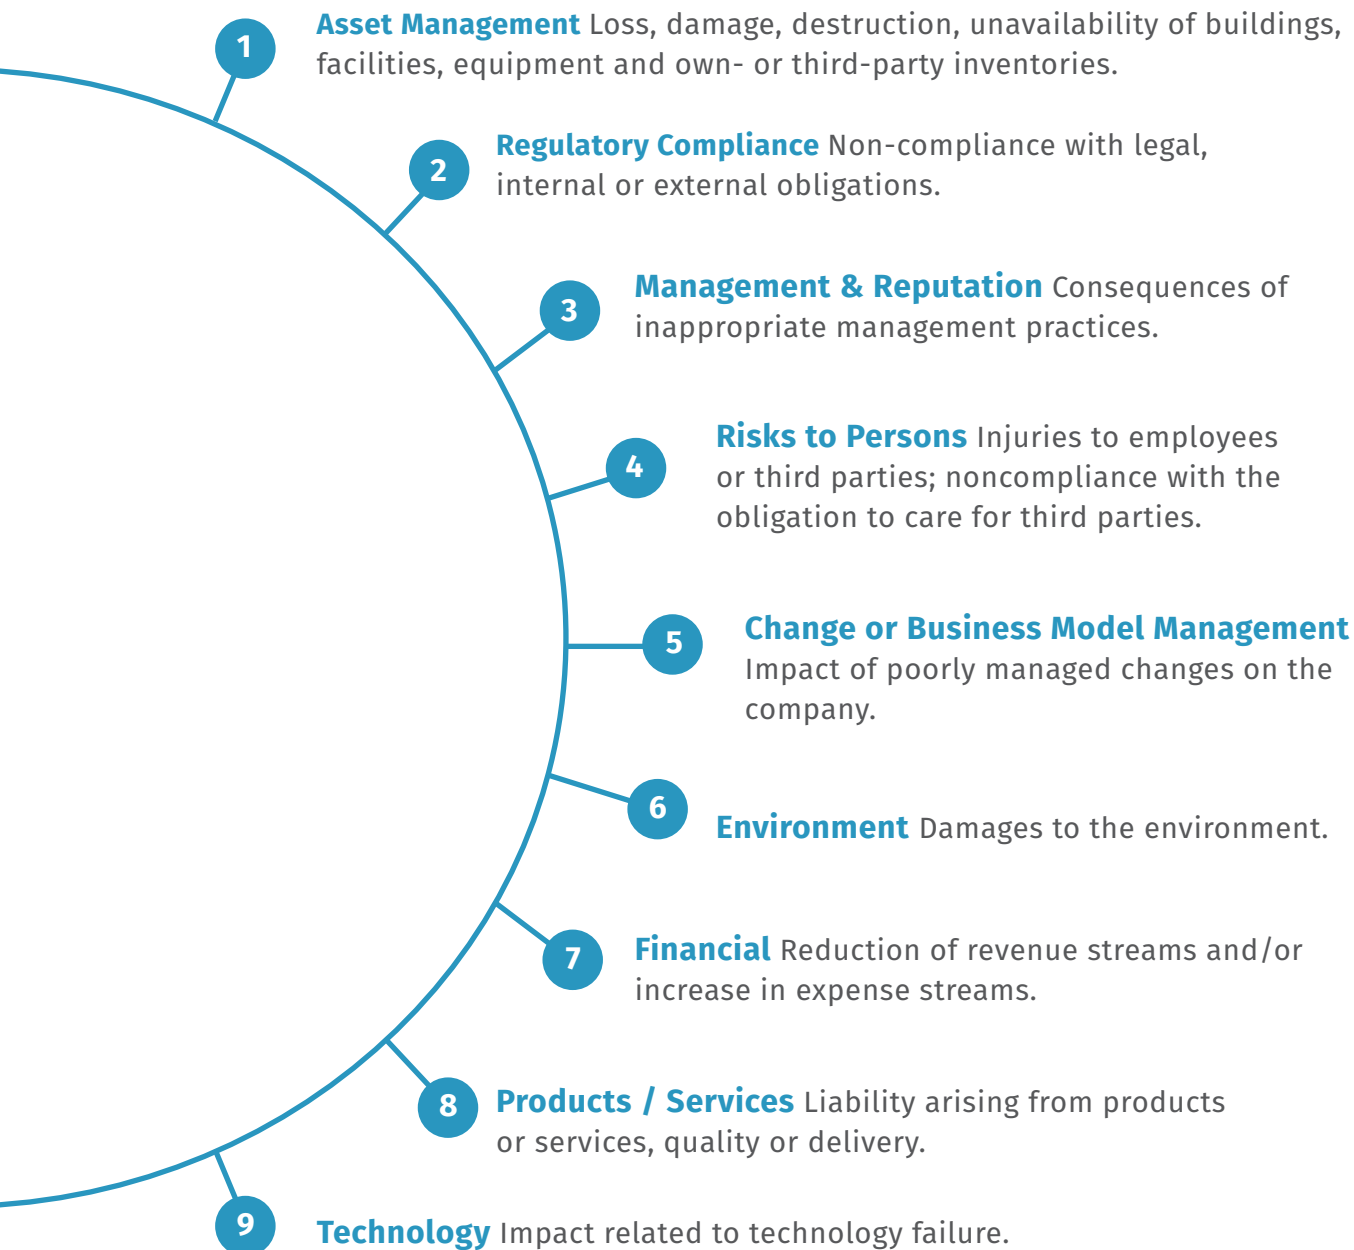 1
Asset Management Loss, damage, destruction, unavailability of buildings,
facilities, equipment and own- or third-party inventories.
2
Regulatory Compliance Non-compliance with legal,
internal or external obligations.
3
Management & Reputation Consequences of
inappropriate management practices.
4
Risks to Persons Injuries to employees
or third parties; noncompliance with the
obligation to care for third parties.
5
Change or Business Model Management
Impact of poorly managed changes on the
company.
6
Environment Damages to the environment.
7
Financial Reduction of revenue streams and/or
increase in expense streams.
8
Products / Services Liability arising from products
or services, quality or delivery.
9
Technology Impact related to technology failure.